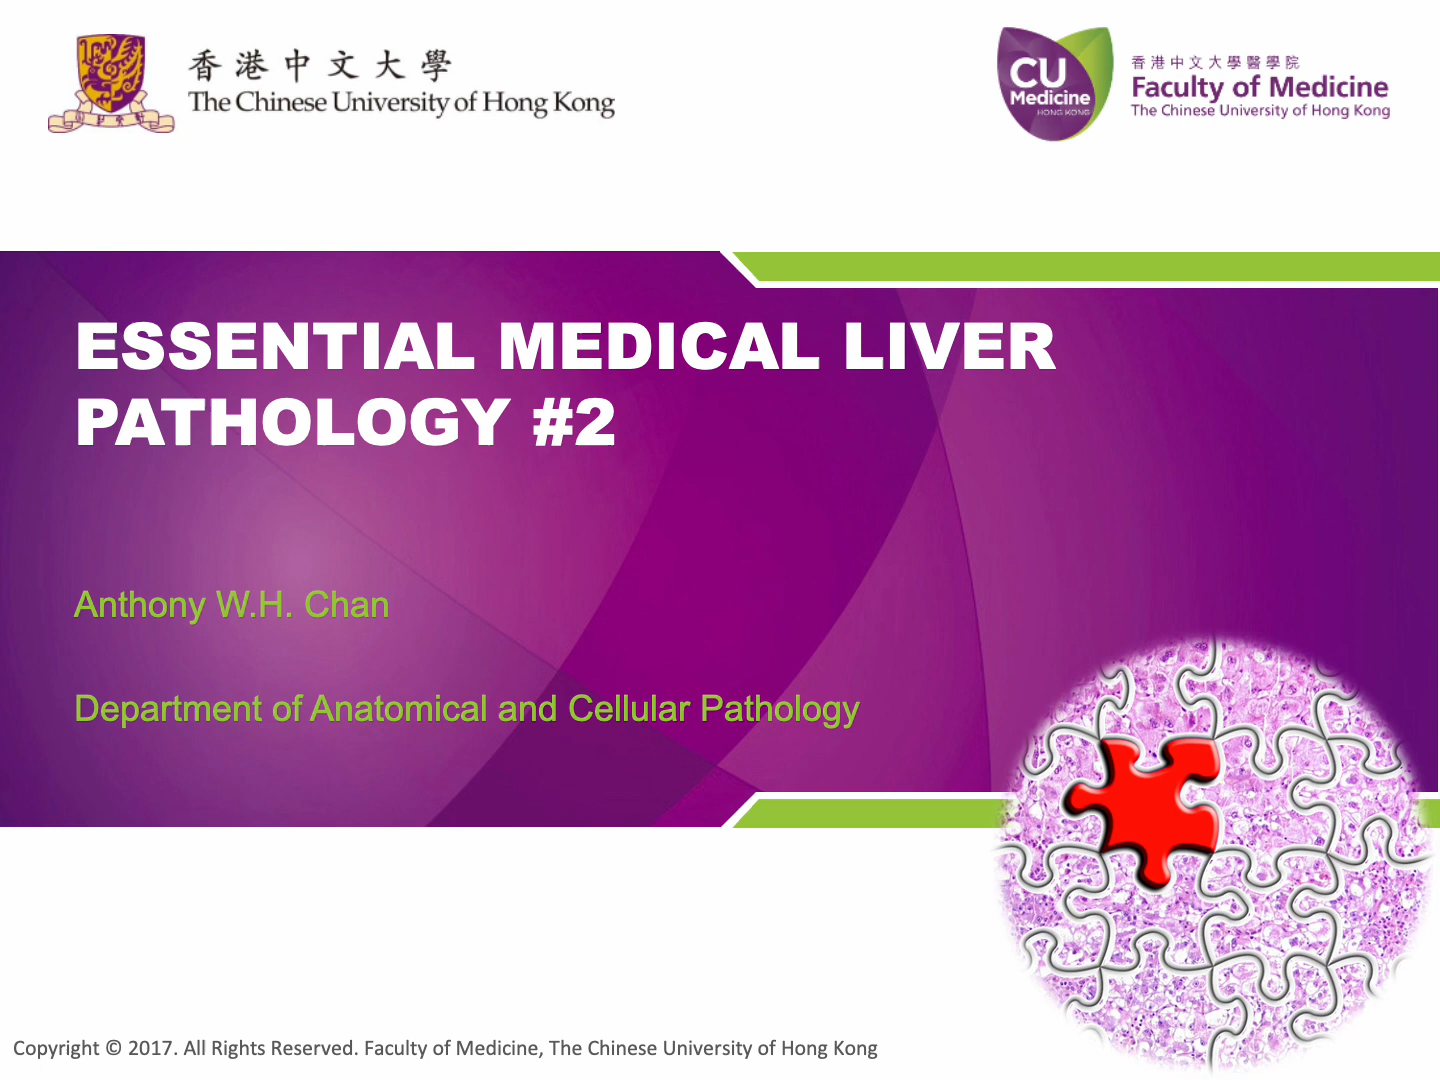 香港中文大學
The Chinese University of Hong Kong
CU
Medicine
HONG KONG
香港中文大學醫學院
Faculty of Medicine
The Chinese University of Hong Kong
ESSENTIAL MEDICAL LIVER
PATHOLOGY #2
Anthony W.H. Chan
Department of Anatomical and Cellular Pathology
Copyright © 2017. All Rights Reserved. Faculty of Medicine, The Chinese University of Hong Kong